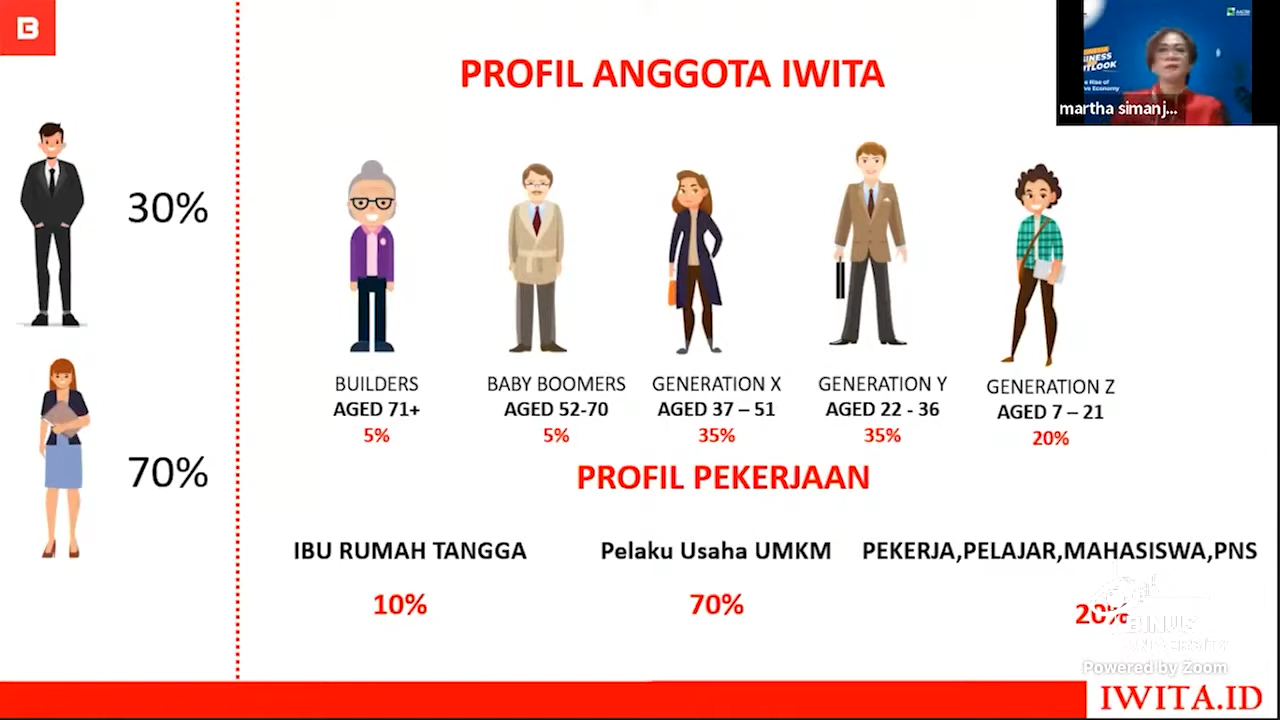 B
PROFIL ANGGOTA IWITA
martha simanj...
30%
70%
BUILDERS
AGED 71+
5%
BABY BOOMERS
AGED 52-70
5%
GENERATION X
AGED 37 – 51
35%
GENERATION Y
AGED 22 - 36
35%
GENERATION Z
AGED 7 – 21
20%
PROFIL PEKERJAAN
IBU RUMAH TANGGA
10%
Pelaku Usaha UMKM
70%
PEKERJA,PELAJAR,MAHASISWA,PNS
20%
BINUS
UNIVERSITY
Powered by Zoom
IWITA.ID